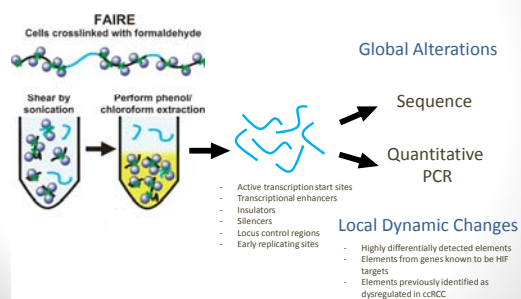 FAIRE
Cells crosslinked with formaldehyde
Shear by
sonication
Perform phenol/
chloroform extraction
- Active transcription start sites
- Transcriptional enhancers
- Insulators
- Silencers
- Locus control regions
- Early replicating sites
Global Alterations
Sequence
Quantitative
PCR
Local Dynamic Changes
- Highly differentially detected elements
- Elements from genes known to be HIF
targets
- Elements previously identified as
dysregulated in ccRCC